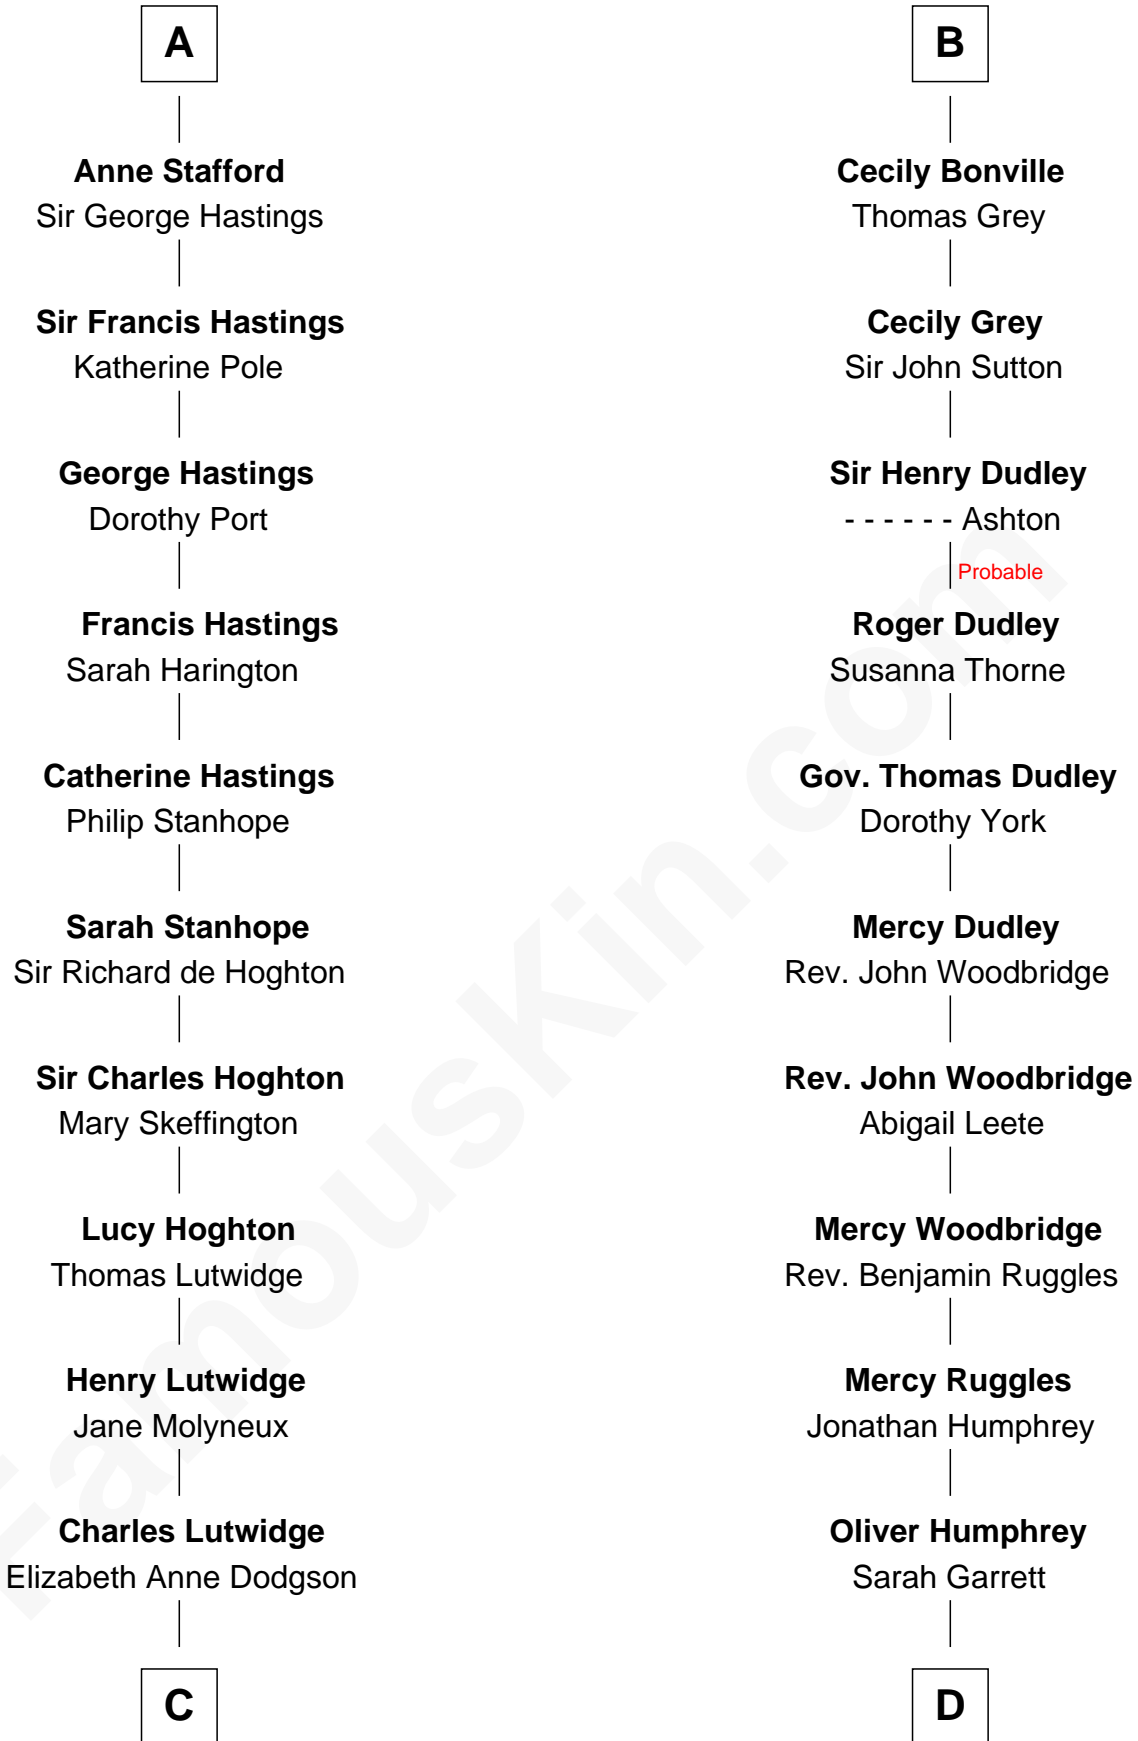 A
Anne Stafford
Sir George Hastings
Sir Francis Hastings
Katherine Pole
George Hastings
Dorothy Port
Francis Hastings
Sarah Harington
Catherine Hastings
Philip Stanhope
Sarah Stanhope
Sir Richard de Hoghton
Sir Charles Hoghton
Mary Skeffington
Lucy Hoghton
Thomas Lutwidge
Henry Lutwidge
Jane Molyneux
Charles Lutwidge
Elizabeth Anne Dodgson
C
B
Cecily Bonville
Thomas Grey
Cecily Grey
Sir John Sutton
Sir Henry Dudley
- - - - - - Ashton
Probable
Roger Dudley
Susanna Thorne
Gov. Thomas Dudley
Dorothy York
Mercy Dudley
Rev. John Woodbridge
Rev. John Woodbridge
Abigail Leete
Mercy Woodbridge
Rev. Benjamin Ruggles
Mercy Ruggles
Jonathan Humphrey
Oliver Humphrey
Sarah Garrett
D
FamousKin.com